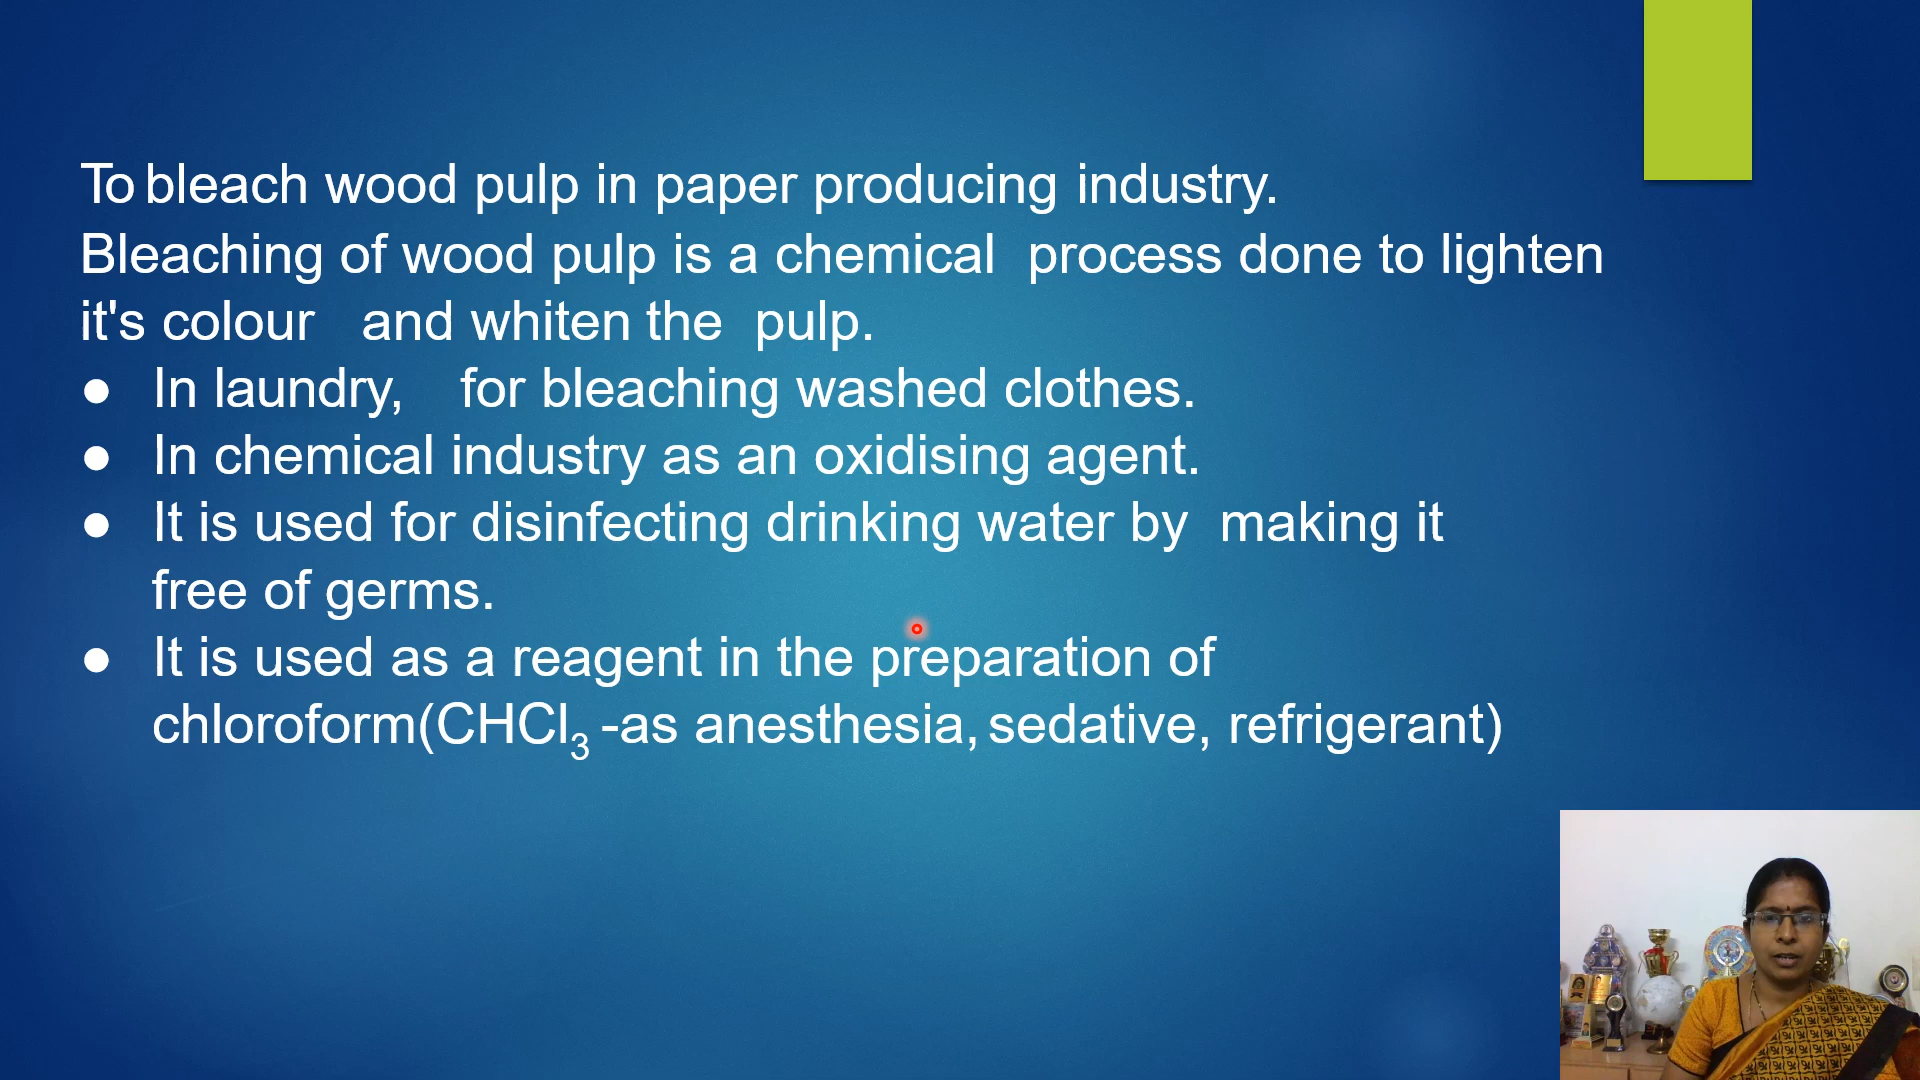 To bleach wood pulp in paper producing industry.
Bleaching of wood pulp is a chemical process done to lighten
it's colour and whiten the pulp.
● In laundry, for bleaching washed clothes.
● In chemical industry as an oxidising agent.
● It is used for disinfecting drinking water by making it
free of germs.
● It is used as a reagent in the preparation of
chloroform(CHCl₃ -as anesthesia, sedative, refrigerant)